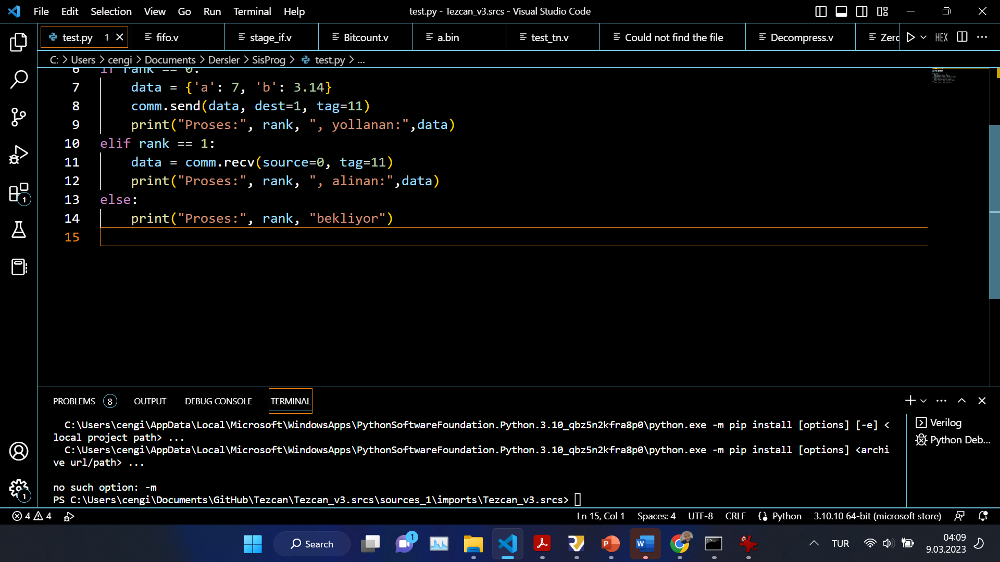 File Edit Selection View Go Run Terminal Help test.py - Tezcan_v3.srcs - Visual Studio Code
test.py 1 fifo.v stage_if.v Bitcount.v a.bin test_tn.v Could not find the file Decompress.v Zero HEX ...
C: > Users > cengi > Documents > Dersler > SisProg > test.py > ...
6 if rank == 0:
7 data = {'a': 7, 'b': 3.14}
8 comm.send(data, dest=1, tag=11)
9 print("Proses:", rank, ", yollanan:",data)
10 elif rank == 1:
11 data = comm.recv(source=0, tag=11)
12 print("Proses:", rank, ", alinan:",data)
13 else:
14 print("Proses:", rank, "bekliyor")
15
PROBLEMS 8 OUTPUT DEBUG CONSOLE TERMINAL
C:\Users\cengi\AppData\Local\Microsoft\WindowsApps\PythonSoftwareFoundation.Python.3.10_qbz5n2kfra8p0\python.exe -m pip install [options] [-e] <
local project path> ...
C:\Users\cengi\AppData\Local\Microsoft\WindowsApps\PythonSoftwareFoundation.Python.3.10_qbz5n2kfra8p0\python.exe -m pip install [options] <archi
ve url/path> ...
no such option: -m
PS C:\Users\cengi\Documents\GitHub\Tezcan\Tezcan_v3.srcs\sources_1\imports\Tezcan_v3.srcs>
Verilog
Python Deb...
1
1
4 4 Ln 15, Col 1 Spaces: 4 UTF-8 CRLF Python 3.10.10 64-bit (microsoft store)
Search 1 TUR 04:09
9.03.2023